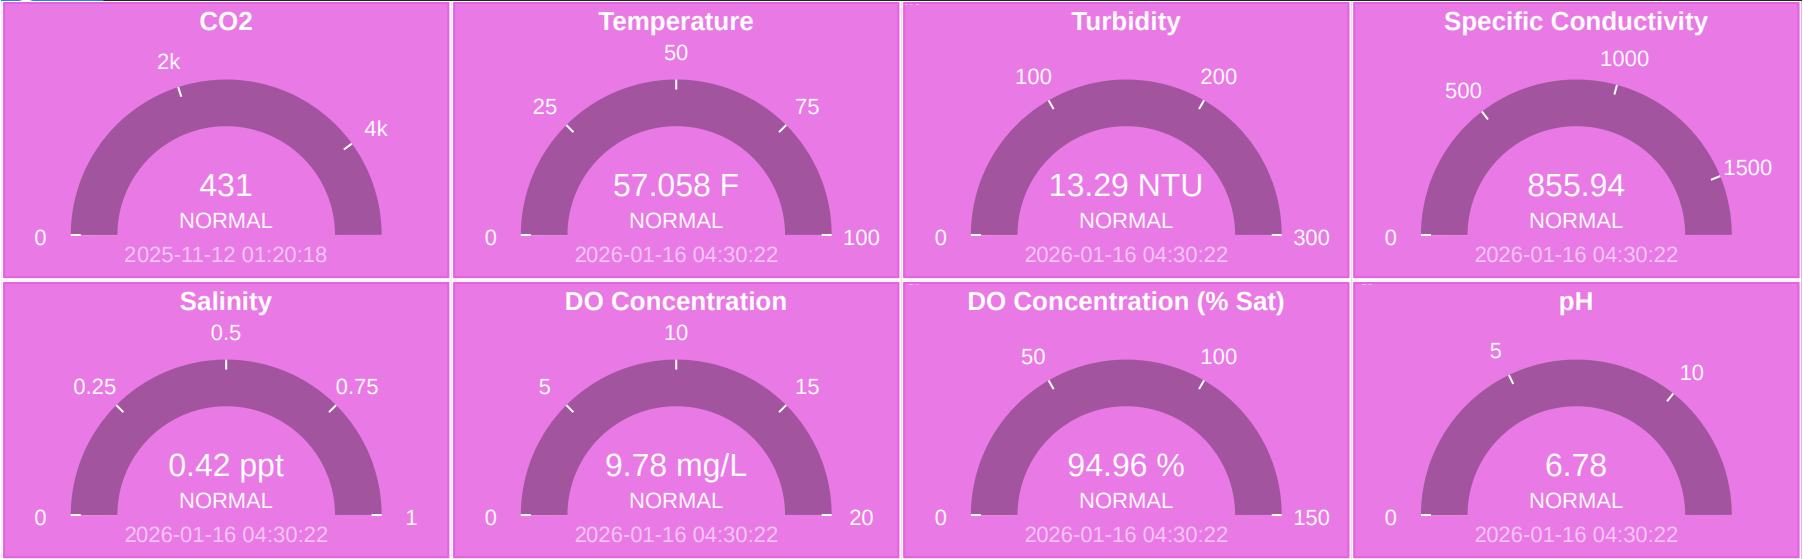 CO2
2k
4k
0
431
NORMAL
2025-11-12 01:20:18
Temperature
50
25
75
0
100
57.058 F
NORMAL
2026-01-16 04:30:22
Turbidity
100
200
0
300
13.29 NTU
NORMAL
2026-01-16 04:30:22
Specific Conductivity
1000
500
1500
0
855.94
NORMAL
2026-01-16 04:30:22
Salinity
0.5
0.25
0.75
0
1
0.42 ppt
NORMAL
2026-01-16 04:30:22
DO Concentration
10
5
15
0
20
9.78 mg/L
NORMAL
2026-01-16 04:30:22
DO Concentration (% Sat)
50
100
0
150
94.96 %
NORMAL
2026-01-16 04:30:22
pH
5
10
0
6.78
NORMAL
2026-01-16 04:30:22